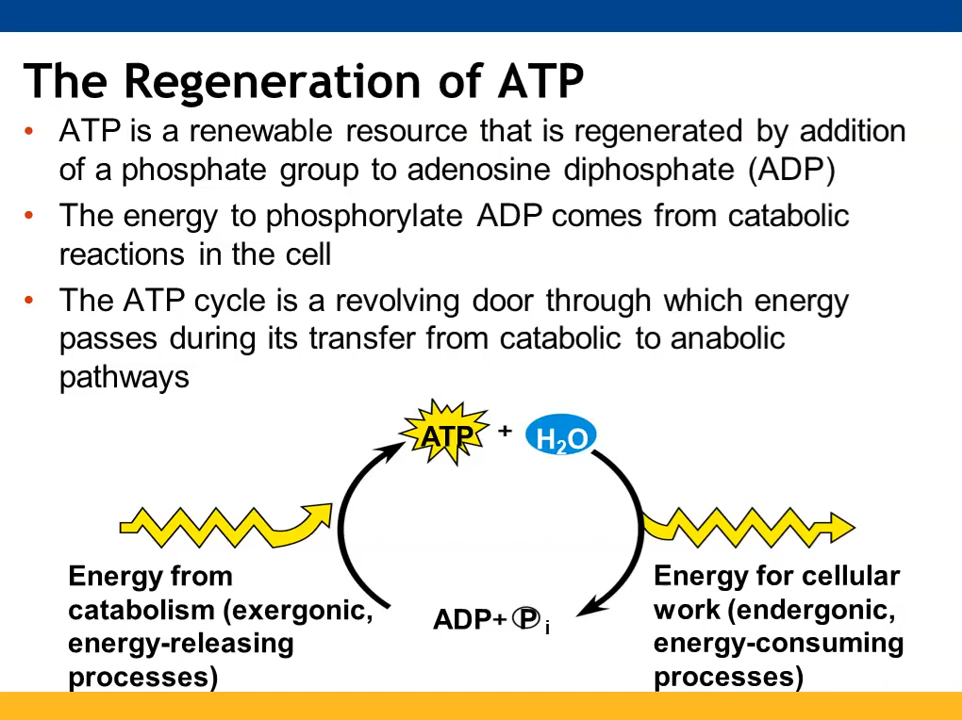 The Regeneration of ATP
• ATP is a renewable resource that is regenerated by addition
of a phosphate group to adenosine diphosphate (ADP)
• The energy to phosphorylate ADP comes from catabolic
reactions in the cell
• The ATP cycle is a revolving door through which energy
passes during its transfer from catabolic to anabolic
pathways
ATP + H₂O
Energy from
catabolism (exergonic,
energy-releasing
processes)
ADP+ Ⓟ i
Energy for cellular
work (endergonic,
energy-consuming
processes)